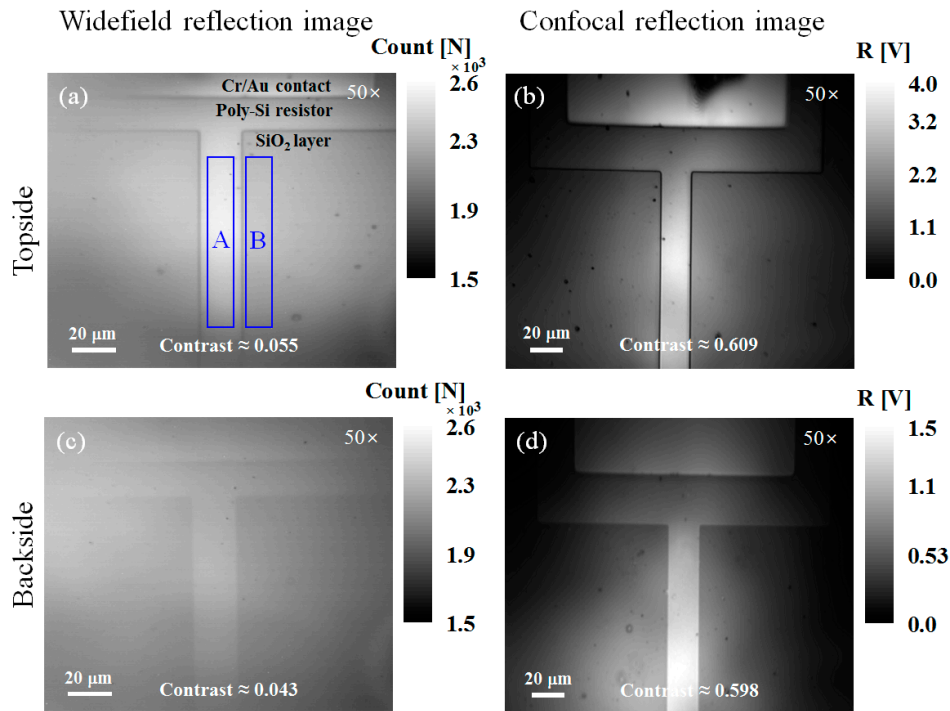 Widefield reflection image
Confocal reflection image
Topside
Count [N]
× 10³
2.6
2.3
1.9
1.5
(a)
50×
Cr/Au contact
Poly-Si resistor
SiO₂ layer
A
B
20 μm
Contrast ≈ 0.055
R [V]
4.0
3.2
2.2
1.1
0.0
(b)
50×
20 μm
Contrast ≈ 0.609
Backside
Count [N]
× 10³
2.6
2.3
1.9
1.5
(c)
50×
20 μm
Contrast ≈ 0.043
R [V]
1.5
1.1
0.53
0.0
(d)
50×
20 μm
Contrast ≈ 0.598